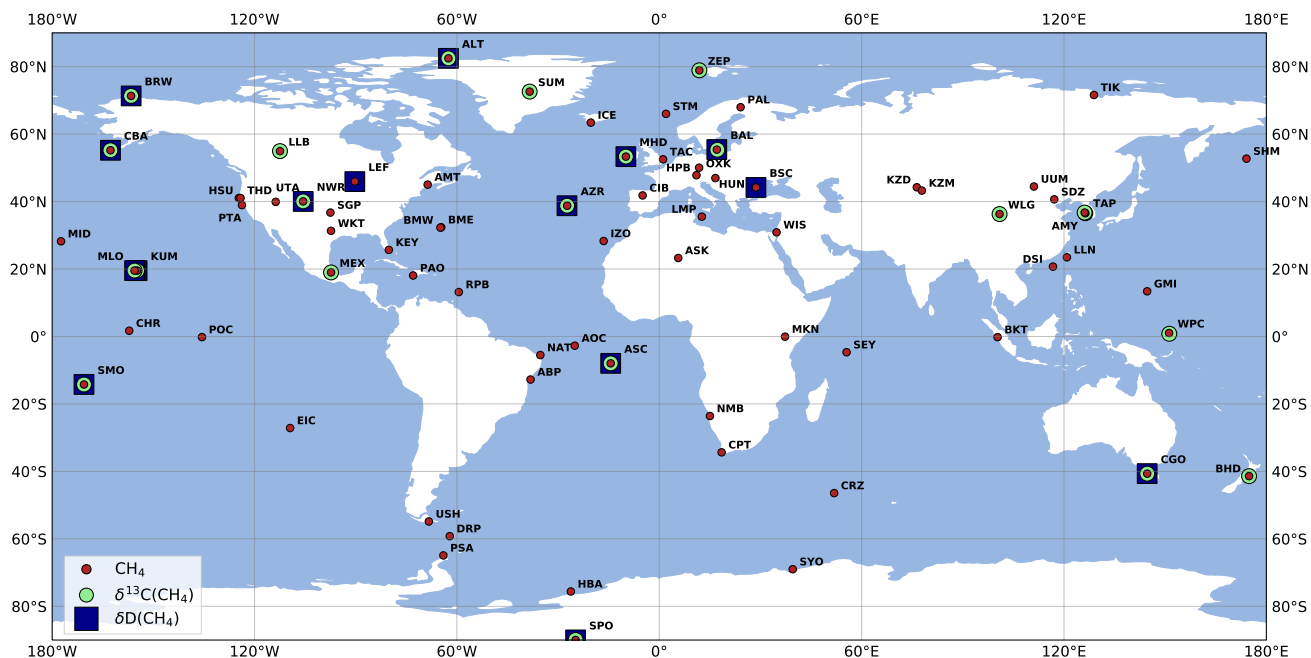 180°W 120°W 60°W 0° 60°E 120°E 180°E
ALT
80°N ZEP 80°N
BRW SUM TIK
PAL
STM
ICE
60°N 60°N
CBA LLB MHD BAL
TAC SHM
HPB OXK
LEF BSC
AMT HUN KZD KZM UUM
HSU THD UTA NWR CIB SDZ
40°N 40°N
PTA SGP AZR LMP WLG TAP
WKT BMW BME WIS AMY
MID KEY IZO
ASK LLN
MLO KUM MEX PAO DSI
20°N 20°N
RPB GMI
CHR POC AOC MKN BKT WPC
0° 0°
NAT SEY
ASC
SMO ABP
20°S 20°S
NMB
EIC
CPT
CGO
BHD
40°S 40°S
CRZ
USH
DRP
60°S 60°S
PSA
SYO
CH₄
HBA
δ¹³C(CH₄)
80°S 80°S
δD(CH₄)
SPO
180°W 120°W 60°W 0° 60°E 120°E 180°E